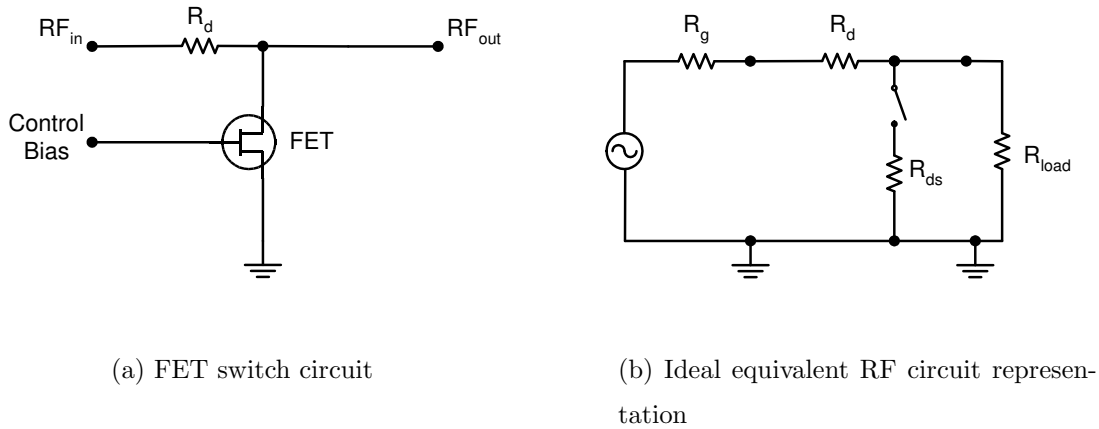 RF_in
R_d
RF_out
Control
Bias
FET
R_g
R_d
R_ds
R_load
(a) FET switch circuit
(b) Ideal equivalent RF circuit represen-
tation